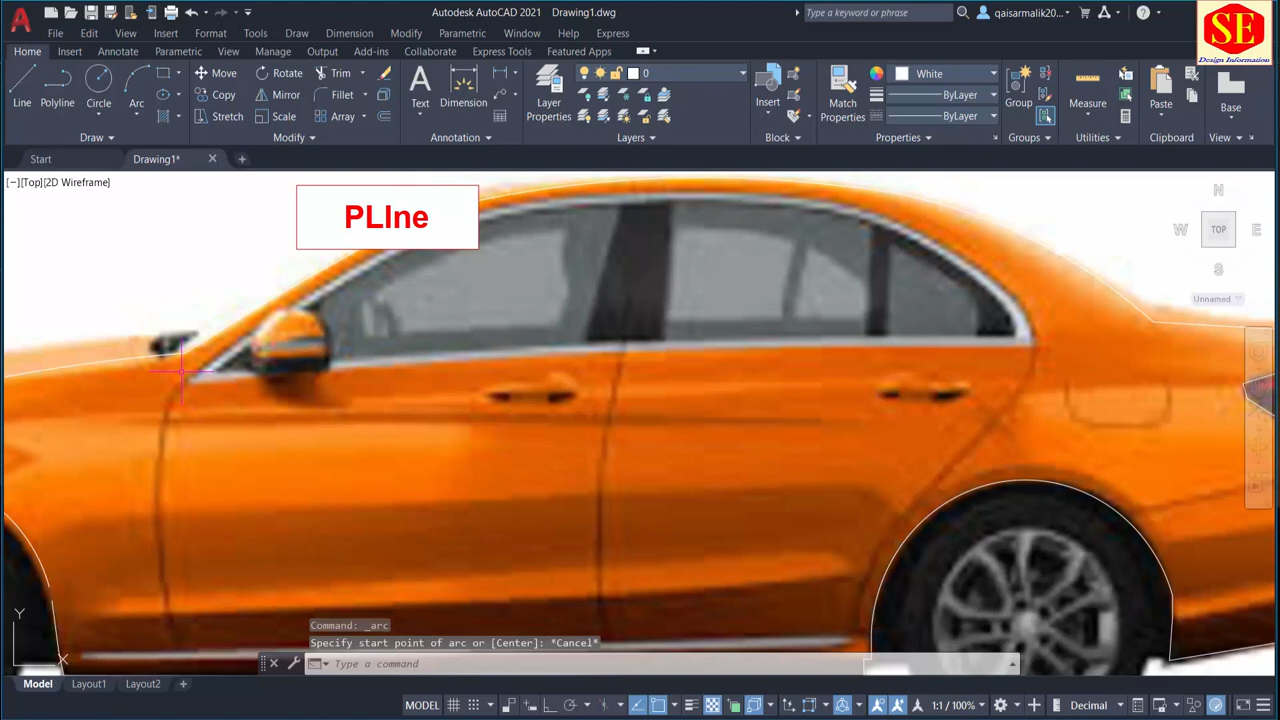 Autodesk AutoCAD 2021 Drawing1.dwg
Type a keyword or phrase
qaisarmalik20...
SE
Design Information
File Edit View Insert Format Tools Draw Dimension Modify Parametric Window Help Express
Home Insert Annotate Parametric View Manage Output Add-ins Collaborate Express Tools Featured Apps
Line Polyline Circle Arc
Move Rotate Trim
Copy Mirror Fillet
Stretch Scale Array
Text Dimension
Layer Properties
0
Insert
Match Properties
White
ByLayer
ByLayer
Group
Measure
Paste
Base
Draw Modify Annotation Layers Block Properties Groups Utilities Clipboard View
Start Drawing1*
[−][Top][2D Wireframe]
PLIne
N
W TOP E
S
Unnamed
Y
X
Command: _arc
Specify start point of arc or [Center]: *Cancel*
Type a command
Model Layout1 Layout2
MODEL 1:1 / 100% Decimal